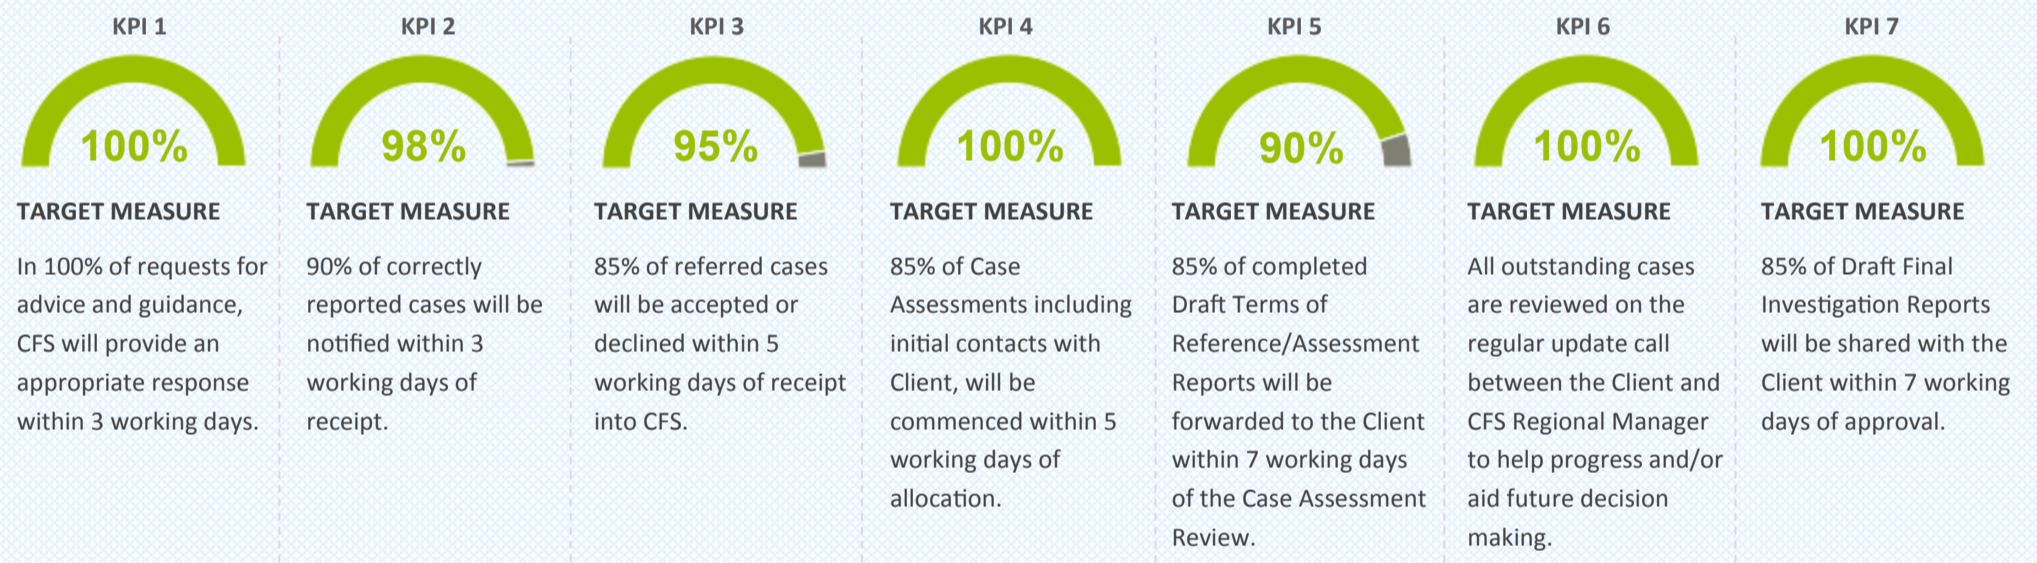 KPI 1
100%
TARGET MEASURE
In 100% of requests for
advice and guidance,
CFS will provide an
appropriate response
within 3 working days.
KPI 2
98%
TARGET MEASURE
90% of correctly
reported cases will be
notified within 3
working days of
receipt.
KPI 3
95%
TARGET MEASURE
85% of referred cases
will be accepted or
declined within 5
working days of receipt
into CFS.
KPI 4
100%
TARGET MEASURE
85% of Case
Assessments including
initial contacts with
Client, will be
commenced within 5
working days of
allocation.
KPI 5
90%
TARGET MEASURE
85% of completed
Draft Terms of
Reference/Assessment
Reports will be
forwarded to the Client
within 7 working days
of the Case Assessment
Review.
KPI 6
100%
TARGET MEASURE
All outstanding cases
are reviewed on the
regular update call
between the Client and
CFS Regional Manager
to help progress and/or
aid future decision
making.
KPI 7
100%
TARGET MEASURE
85% of Draft Final
Investigation Reports
will be shared with the
Client within 7 working
days of approval.